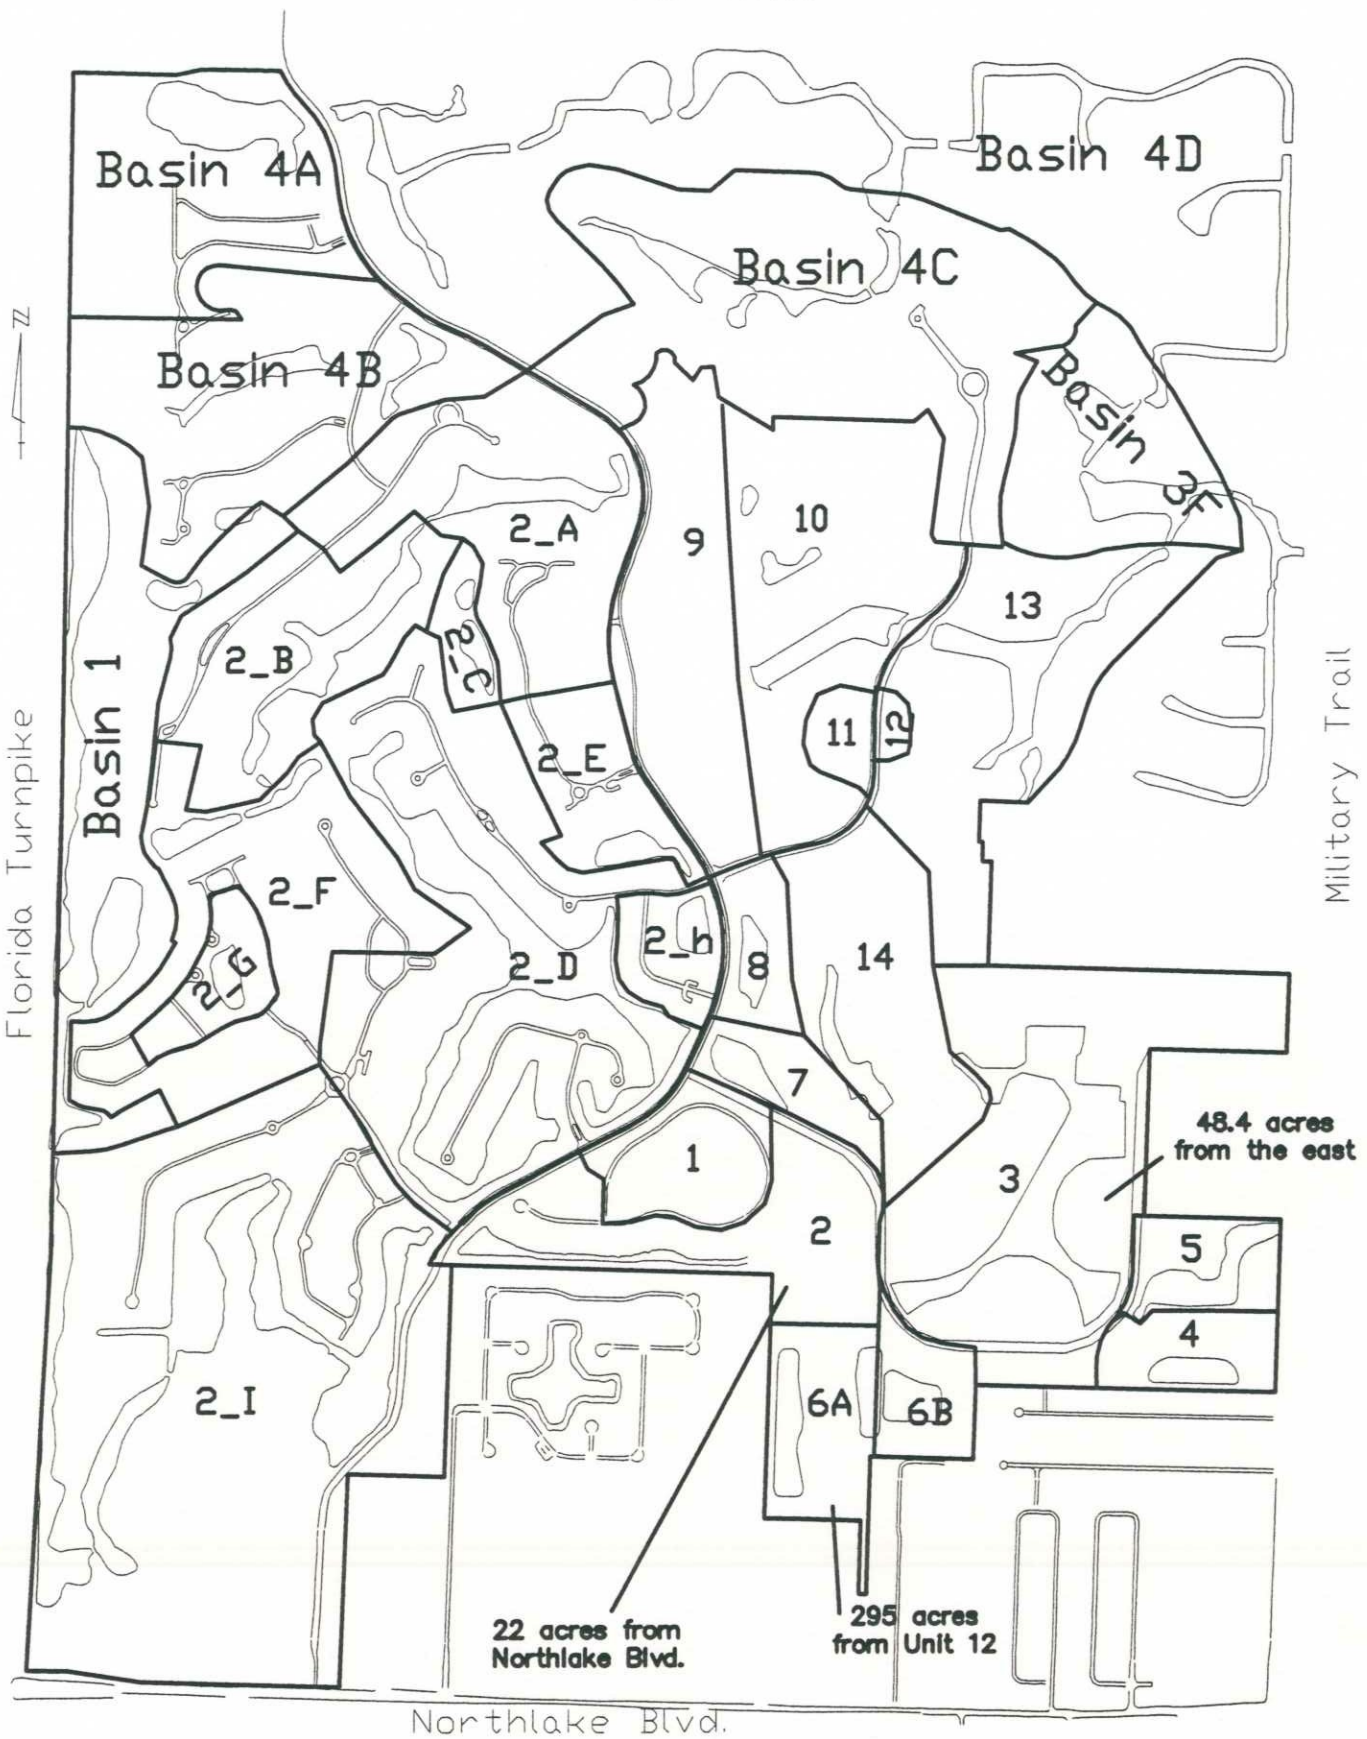 Basin 4A
Basin 4D
Basin 4C
N
Basin 4B
Basin 3F
2_A
10
9
13
2_C
2_B
Basin 1
11
12
2_E
Florida Turnpike
Military Trail
2_F
2_h
8
14
2_D
2_G
7
48.4 acres
from the east
1
3
2
5
4
2_I
6A
6B
22 acres from
Northlake Blvd.
295 acres
from Unit 12
Northlake Blvd.